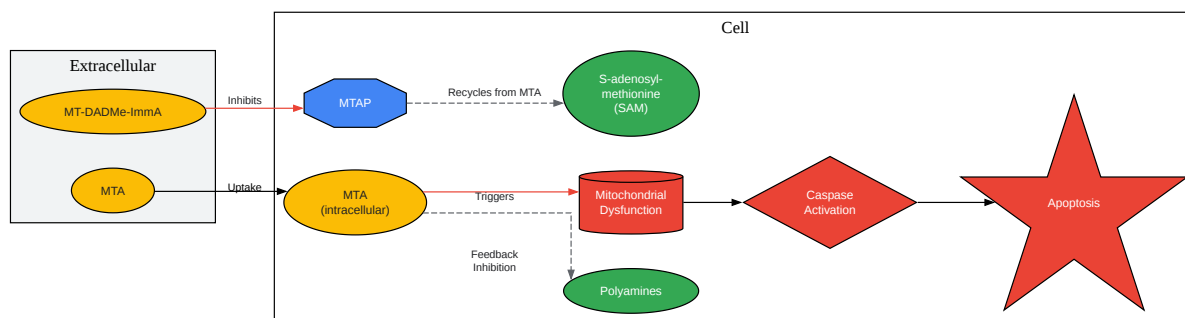 Cell
Extracellular
MT-DADMe-ImmA
Inhibits
MTAP
Recycles from MTA
S-adenosyl-
methionine
(SAM)
MTA
Uptake
MTA
(intracellular)
Triggers
Mitochondrial
Dysfunction
Caspase
Activation
Apoptosis
Feedback
Inhibition
Polyamines